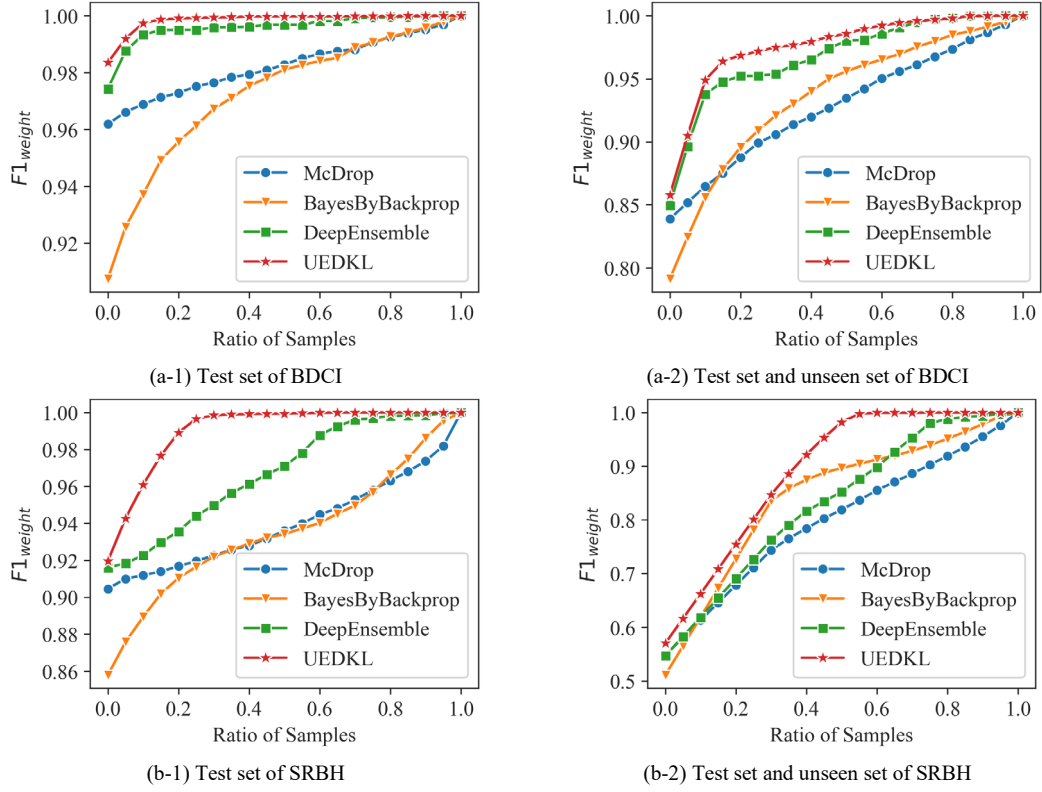 1.00
0.98
0.96
0.94
0.92
F1weight
McDrop
BayesByBackprop
DeepEnsemble
UEDKL
0.0 0.2 0.4 0.6 0.8 1.0
Ratio of Samples
(a-1) Test set of BDCI
1.00
0.95
0.90
0.85
0.80
F1weight
McDrop
BayesByBackprop
DeepEnsemble
UEDKL
0.0 0.2 0.4 0.6 0.8 1.0
Ratio of Samples
(a-2) Test set and unseen set of BDCI
1.00
0.98
0.96
0.94
0.92
0.90
0.88
0.86
F1weight
McDrop
BayesByBackprop
DeepEnsemble
UEDKL
0.0 0.2 0.4 0.6 0.8 1.0
Ratio of Samples
(b-1) Test set of SRBH
1.0
0.9
0.8
0.7
0.6
0.5
F1weight
McDrop
BayesByBackprop
DeepEnsemble
UEDKL
0.0 0.2 0.4 0.6 0.8 1.0
Ratio of Samples
(b-2) Test set and unseen set of SRBH